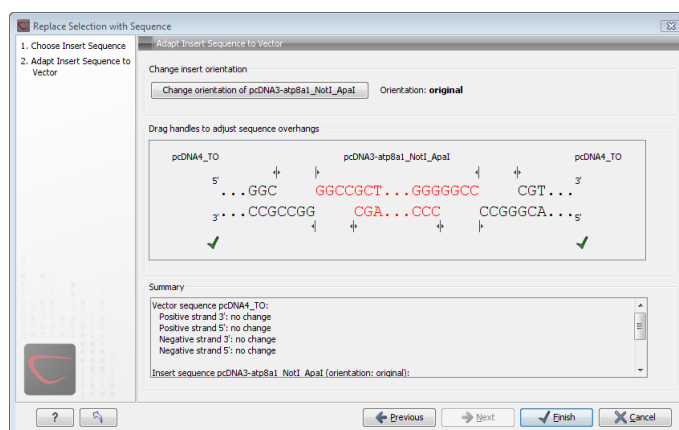 Replace Selection with Sequence
1. Choose Insert Sequence
2. Adapt Insert Sequence to
Vector
Adapt Insert Sequence to Vector
Change insert orientation
Change orientation of pcDNA3-atp8a1_NotI_ApaI
Orientation: original
Drag handles to adjust sequence overhangs
pcDNA4_TO
pcDNA3-atp8a1_NotI_ApaI
pcDNA4_TO
5' ...GGC GGCCGCT...GGGGGCC CGT... 3'
3' ...CCGCCGG CGA...CCC CCGGGCA... 5'
Summary
Vector sequence pcDNA4_TO:
Positive strand 3': no change
Positive strand 5': no change
Negative strand 3': no change
Negative strand 5': no change
Insert sequence pcDNA3-atp8a1_NotI_ApaI (orientation: original):
?
Previous
Next
Finish
Cancel